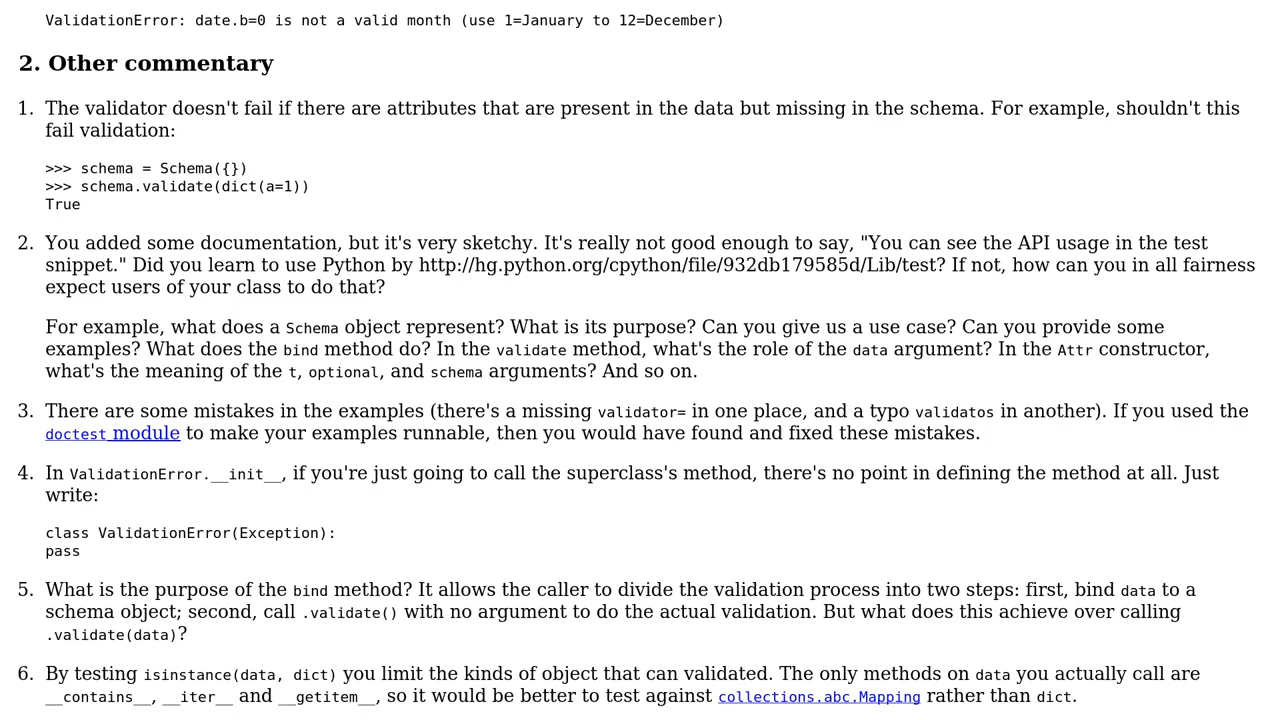 ValidationError: date.b=0 is not a valid month (use 1=January to 12=December)
2. Other commentary
1. The validator doesn't fail if there are attributes that are present in the data but missing in the schema. For example, shouldn't this
fail validation:
>>> schema = Schema({})
>>> schema.validate(dict(a=1))
True
2. You added some documentation, but it's very sketchy. It's really not good enough to say, "You can see the API usage in the test
snippet." Did you learn to use Python by http://hg.python.org/cpython/file/932db179585d/Lib/test? If not, how can you in all fairness
expect users of your class to do that?
For example, what does a Schema object represent? What is its purpose? Can you give us a use case? Can you provide some
examples? What does the bind method do? In the validate method, what's the role of the data argument? In the Attr constructor,
what's the meaning of the t, optional, and schema arguments? And so on.
3. There are some mistakes in the examples (there's a missing validator= in one place, and a typo validatos in another). If you used the
doctest module to make your examples runnable, then you would have found and fixed these mistakes.
4. In ValidationError.__init__, if you're just going to call the superclass's method, there's no point in defining the method at all. Just
write:
class ValidationError(Exception):
pass
5. What is the purpose of the bind method? It allows the caller to divide the validation process into two steps: first, bind data to a
schema object; second, call .validate() with no argument to do the actual validation. But what does this achieve over calling
.validate(data)?
6. By testing isinstance(data, dict) you limit the kinds of object that can validated. The only methods on data you actually call are
__contains__, __iter__ and __getitem__, so it would be better to test against collections.abc.Mapping rather than dict.